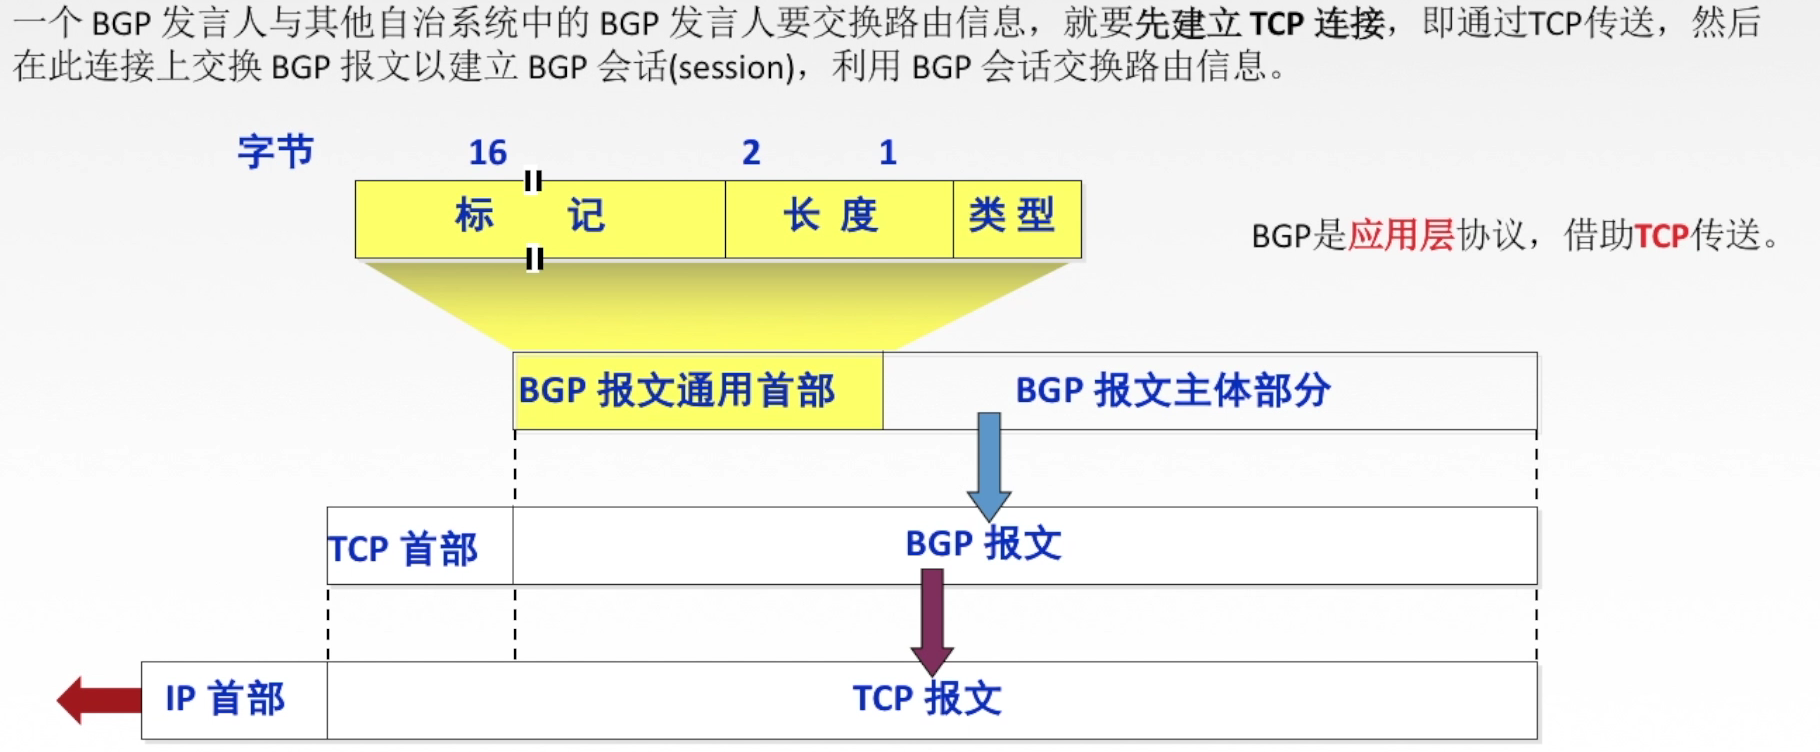 一个 BGP 发言人与其他自治系统中的 BGP 发言人要交换路由信息，就要先建立 TCP 连接，即通过TCP传送，然后
在此连接上交换 BGP 报文以建立 BGP 会话(session)，利用 BGP 会话交换路由信息。
字节 16 2 1
标 记 长 度 类 型
BGP是应用层协议，借助TCP传送。
BGP 报文通用首部 BGP 报文主体部分
TCP 首部 BGP 报文
IP 首部 TCP 报文